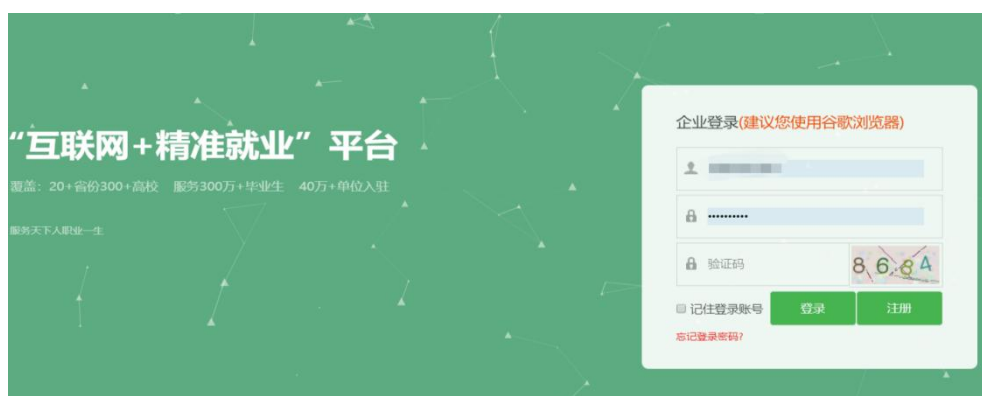 “互联网+精准就业”平台
覆盖：20+省份300+高校 服务300万+毕业生 40万+单位入驻
服务天下人职业一生
企业登录(建议您使用谷歌浏览器)
••••••••••
验证码
8684
记住登录账号
登录
注册
忘记登录密码?